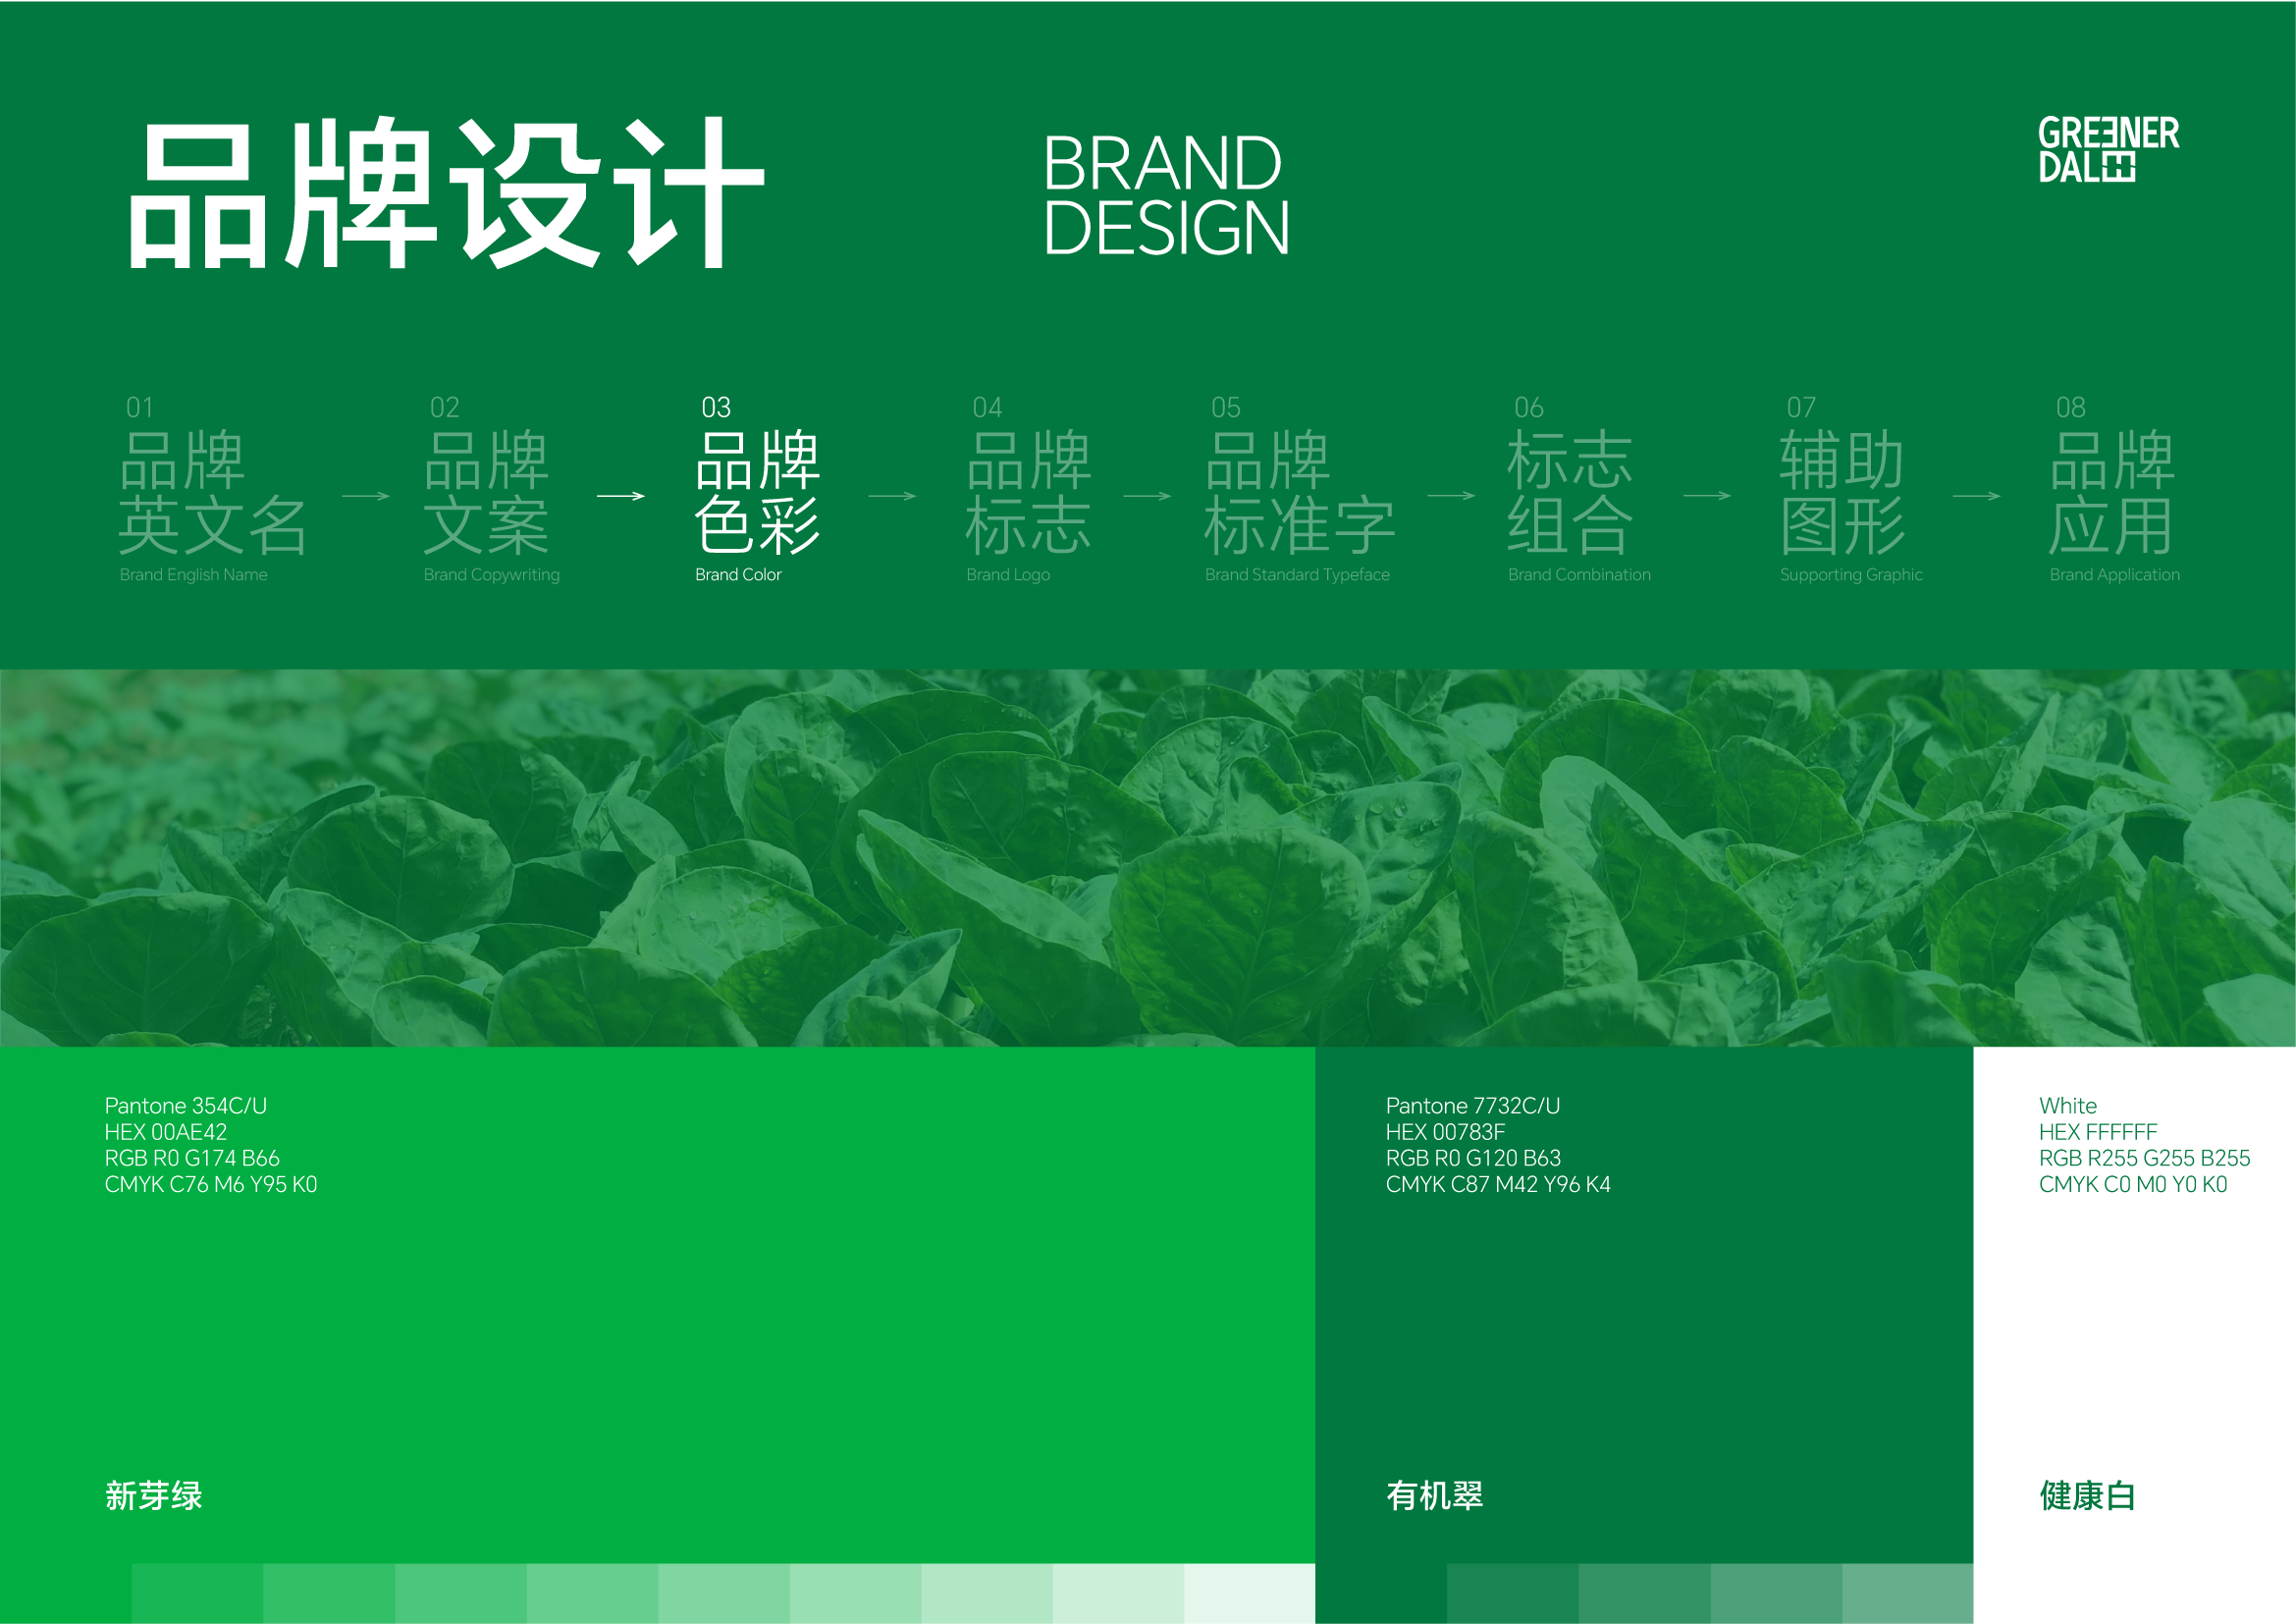 品牌设计
BRAND
DESIGN
GREENER
DALE
01
品牌
英文名
Brand English Name
02
品牌
文案
Brand Copywriting
03
品牌
色彩
Brand Color
04
品牌
标志
Brand Logo
05
品牌
标准字
Brand Standard Typeface
06
标志
组合
Brand Combination
07
辅助
图形
Supporting Graphic
08
品牌
应用
Brand Application
Pantone 354C/U
HEX 00AE42
RGB R0 G174 B66
CMYK C76 M6 Y95 K0
新芽绿
Pantone 7732C/U
HEX 00783F
RGB R0 G120 B63
CMYK C87 M42 Y96 K4
有机翠
White
HEX FFFFFF
RGB R255 G255 B255
CMYK C0 M0 Y0 K0
健康白